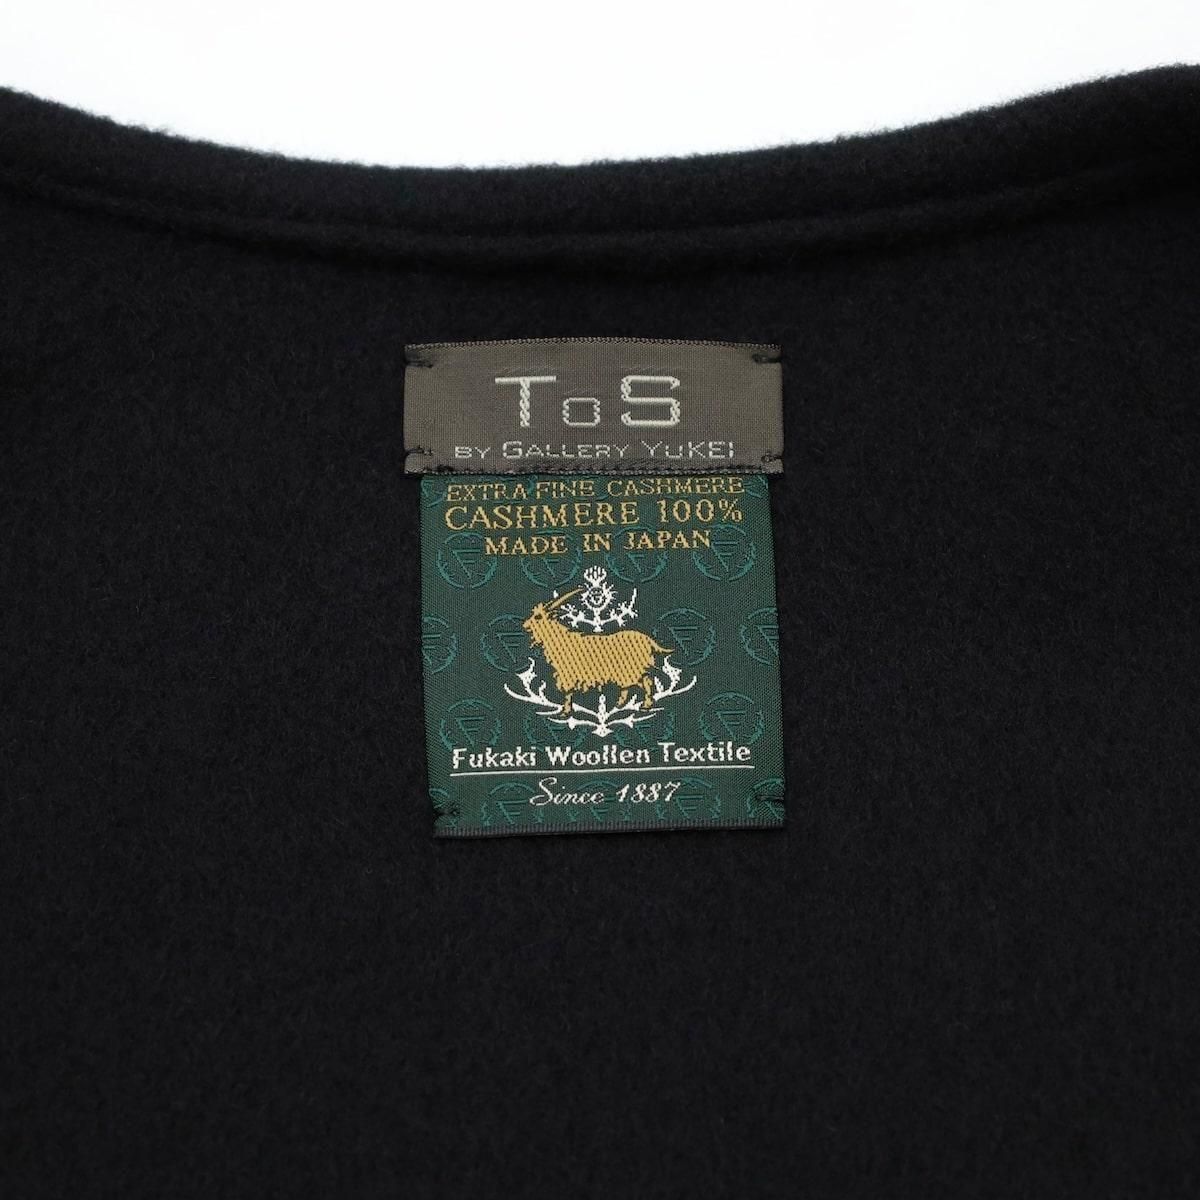 ToS
BY GALLERY YUKEI
EXTRA FINE CASHMERE
CASHMERE 100%
MADE IN JAPAN
Fukaki Woollen Textile
Since 1887